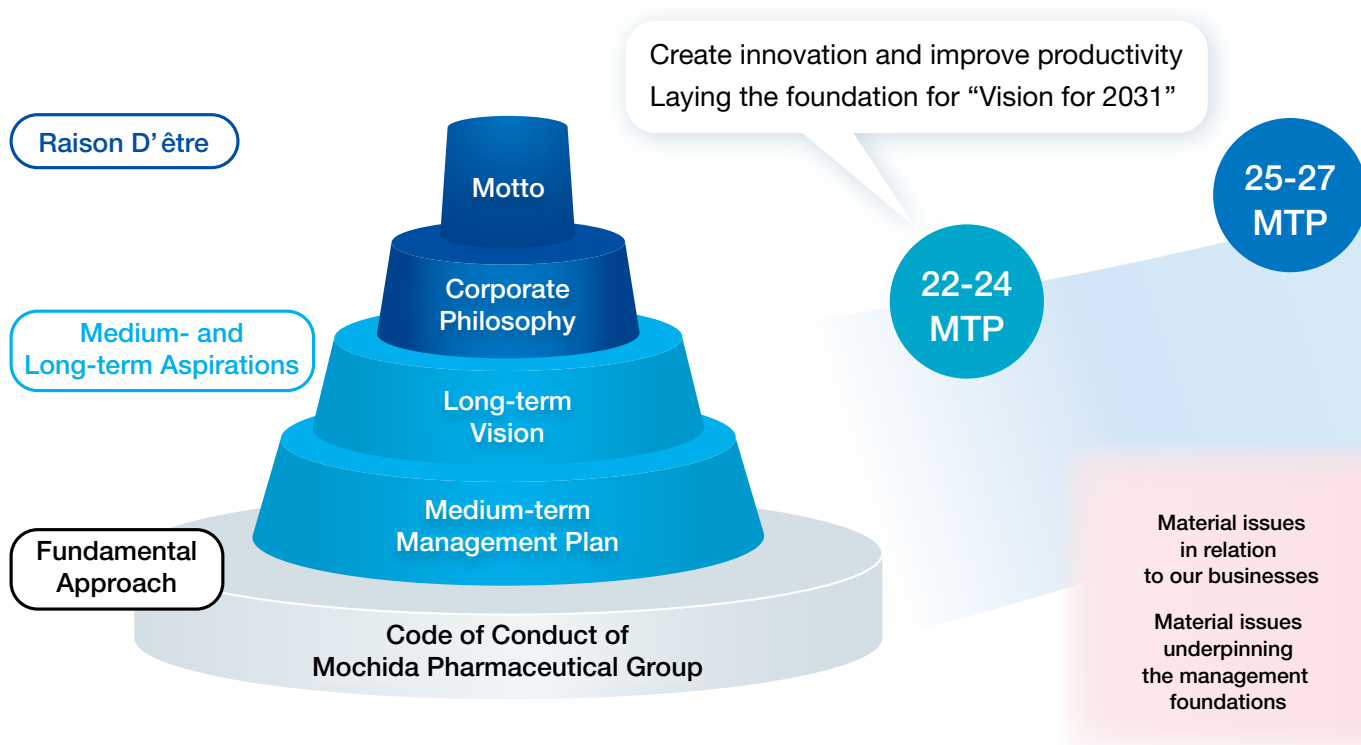 Create innovation and improve productivity
Laying the foundation for “Vision for 2031”
Raison D’être
Motto
25-27
MTP
Corporate
Philosophy
22-24
MTP
Medium- and
Long-term Aspirations
Long-term
Vision
Medium-term
Management Plan
Fundamental
Approach
Code of Conduct of
Mochida Pharmaceutical Group
Material issues
in relation
to our businesses
Material issues
underpinning
the management
foundations